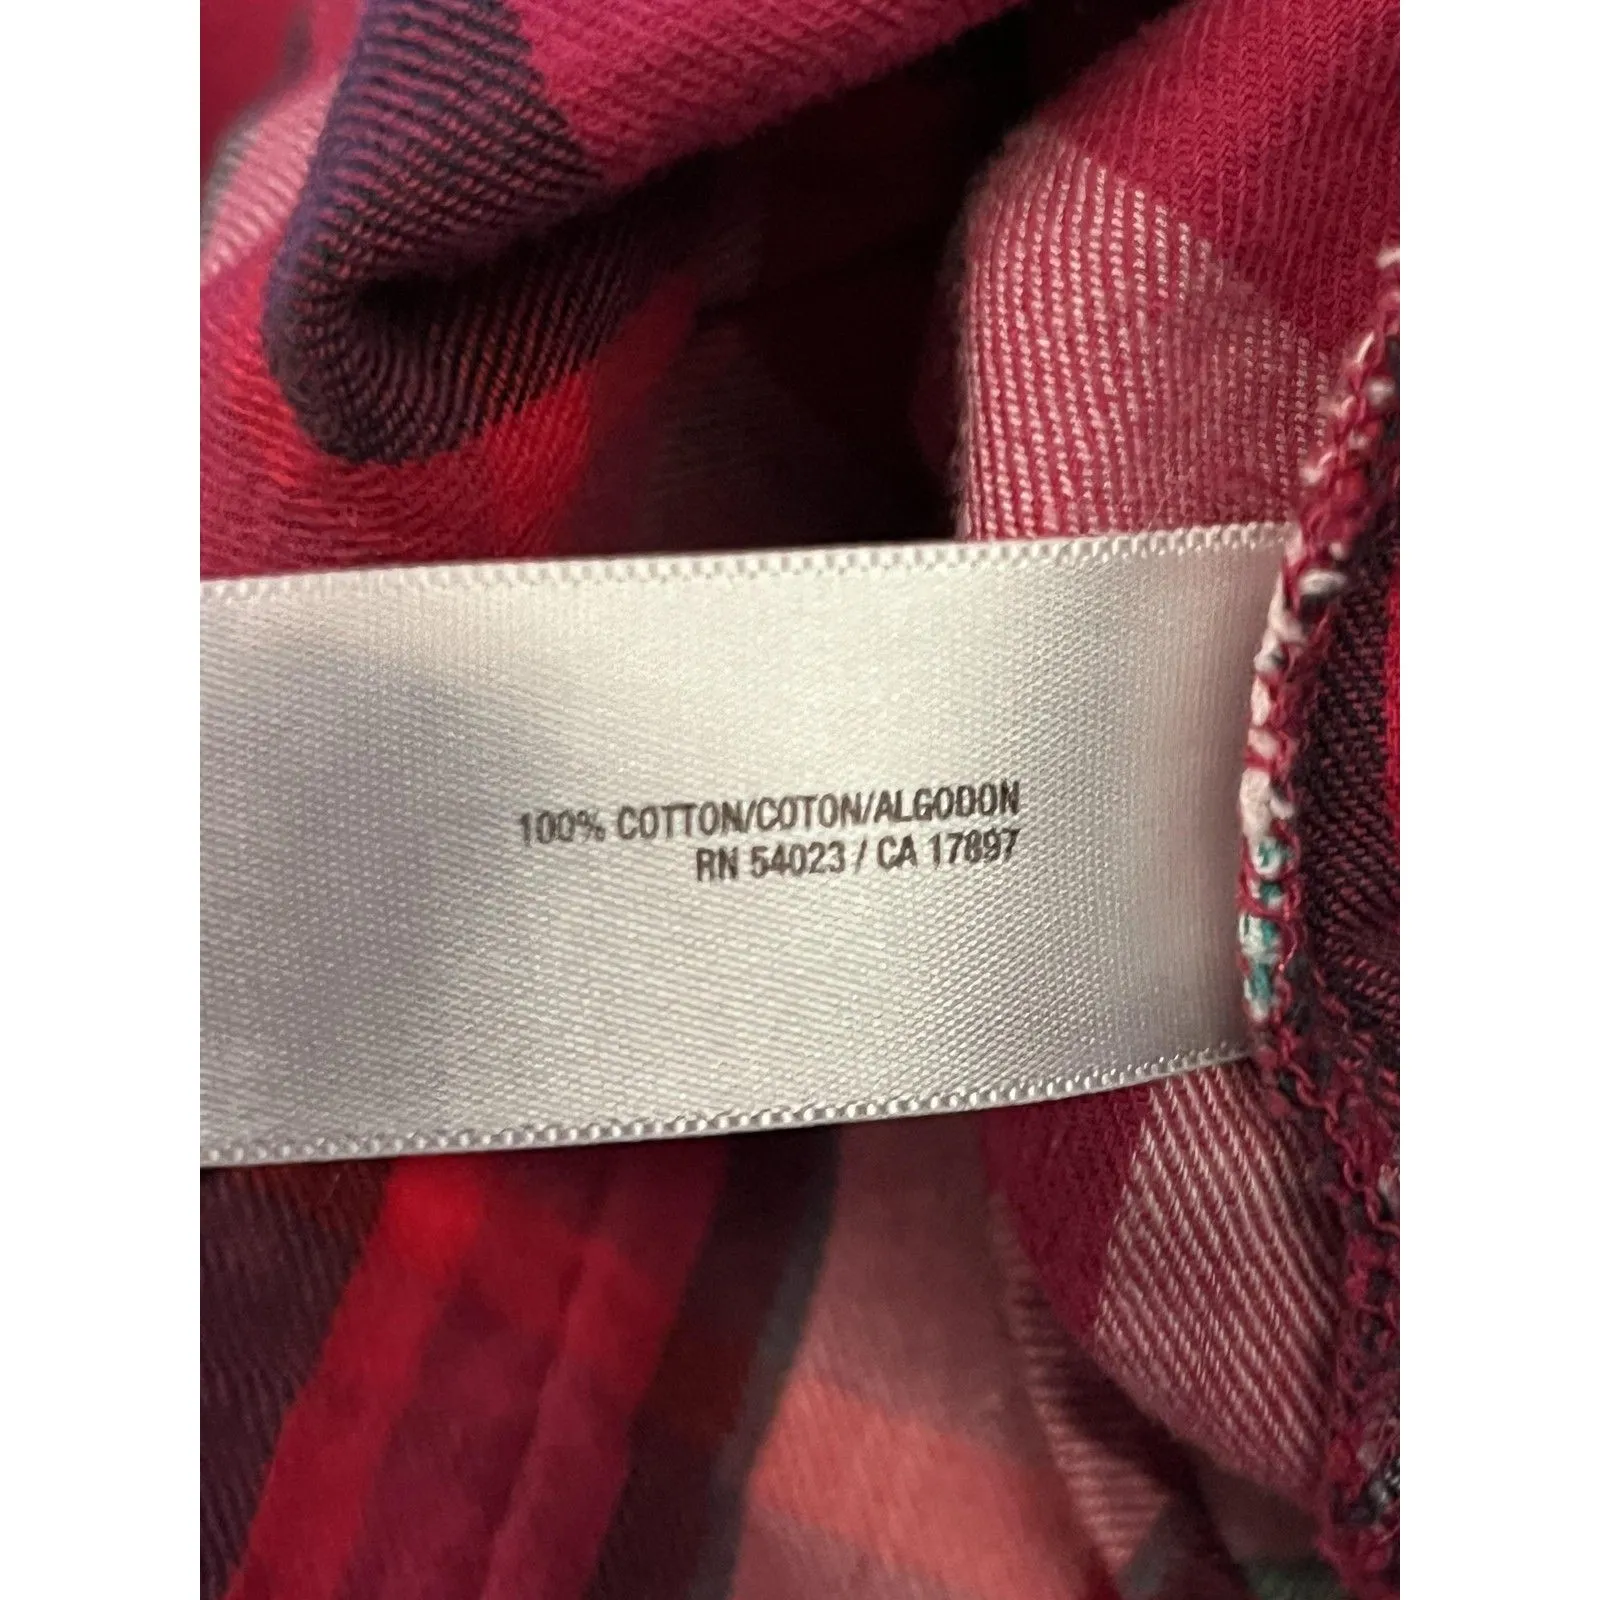 100% COTTON/COTON/ALGODON
RN 54023 / CA 17897